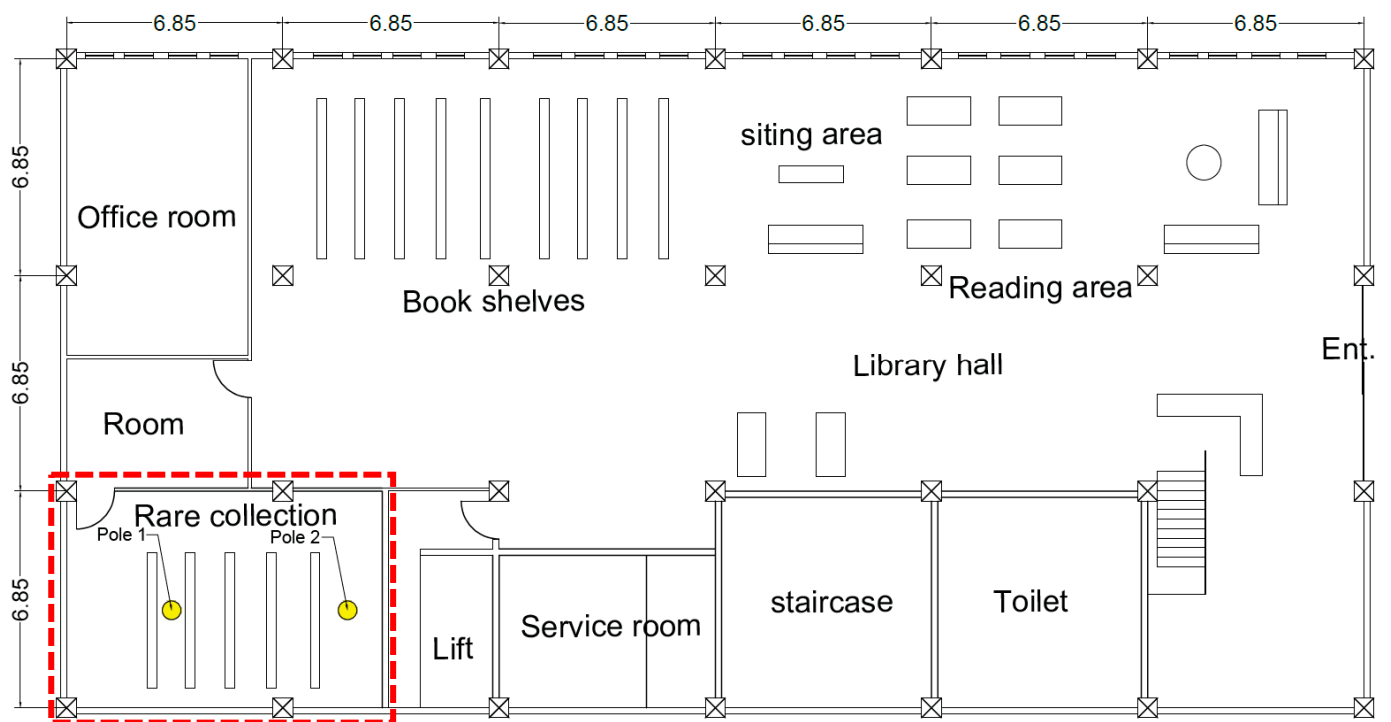 6.85 6.85 6.85 6.85 6.85 6.85
6.85
siting area
Office room
Book shelves
Reading area
6.85
Ent.
Library hall
Room
Rare collection
Pole 1
Pole 2
6.85
staircase
Toilet
Service room
Lift